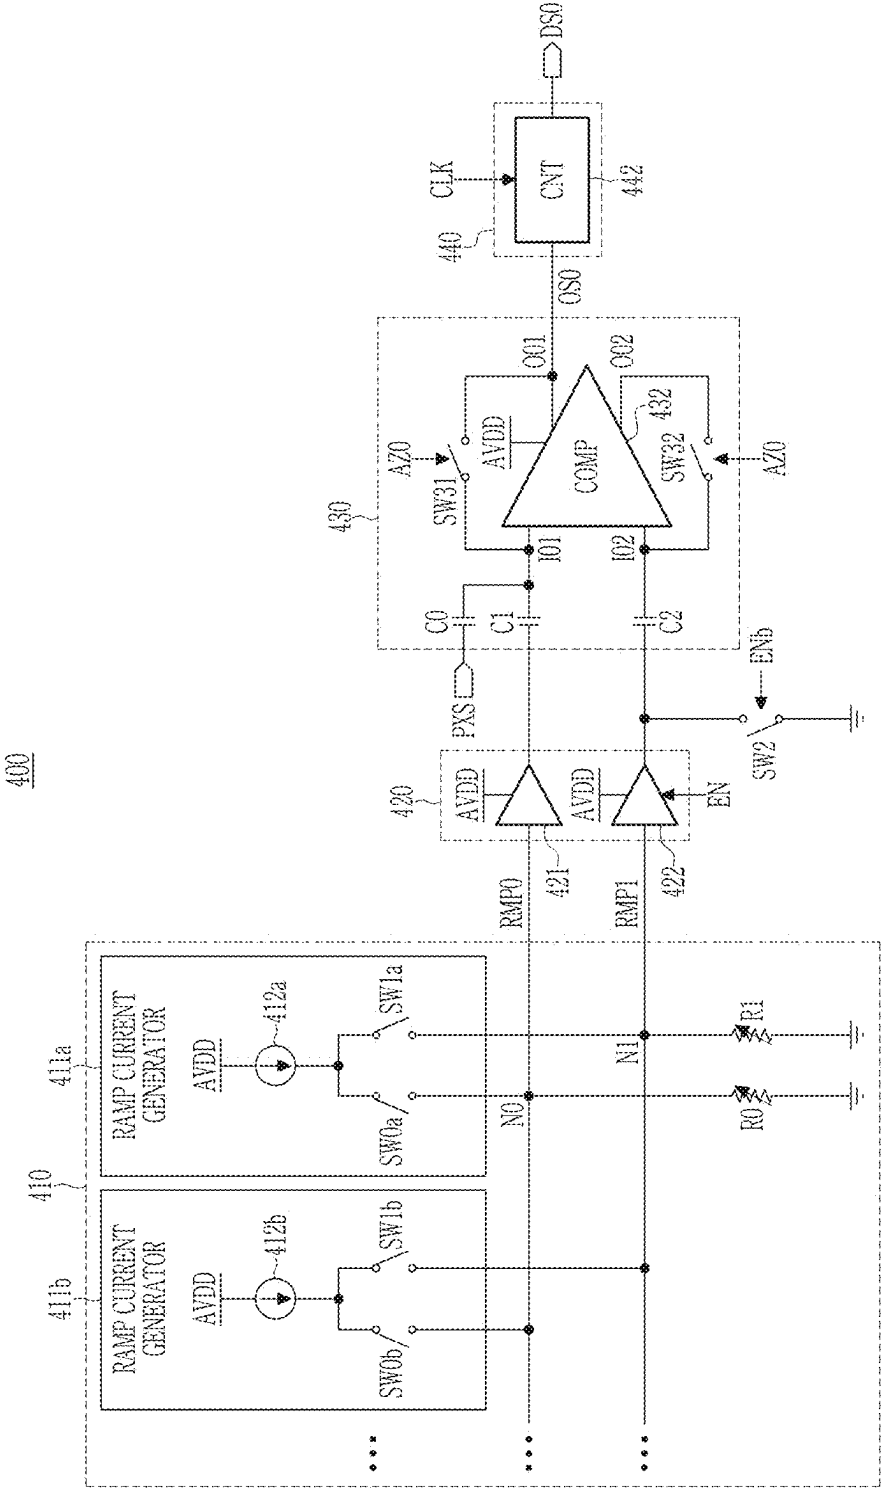 400
410
411b
RAMP CURRENT
GENERATOR
AVDD
412b
SW0b
SW1b
411a
RAMP CURRENT
GENERATOR
AVDD
412a
SW0a
SW1a
N0
N1
R0
R1
RMP0
RMP1
420
AVDD
421
AVDD
422
EN
SW2
ENb
PXS
430
C0
C1
C2
IO1
IO2
AZ0
SW31
AVDD
COMP
432
SW32
AZ0
OO1
OO2
OS0
440
CLK
CNT
442
DS0